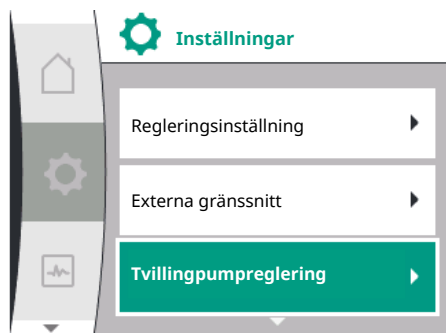 Inställningar
Regleringsinställning
Externa gränssnitt
Tvillingpumpreglering